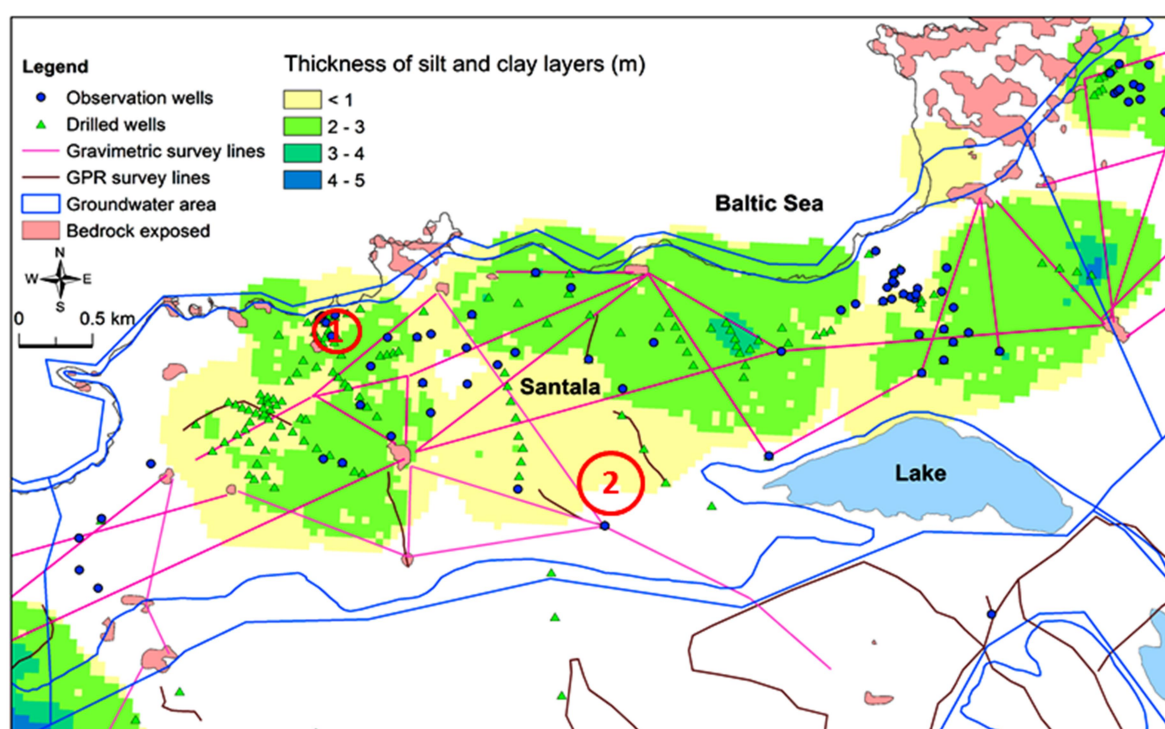 Legend
Observation wells
Drilled wells
Gravimetric survey lines
GPR survey lines
Groundwater area
Bedrock exposed
N
W E
S
0 0.5 km
Thickness of silt and clay layers (m)
< 1
2 - 3
3 - 4
4 - 5
Baltic Sea
1
Santala
2
Lake